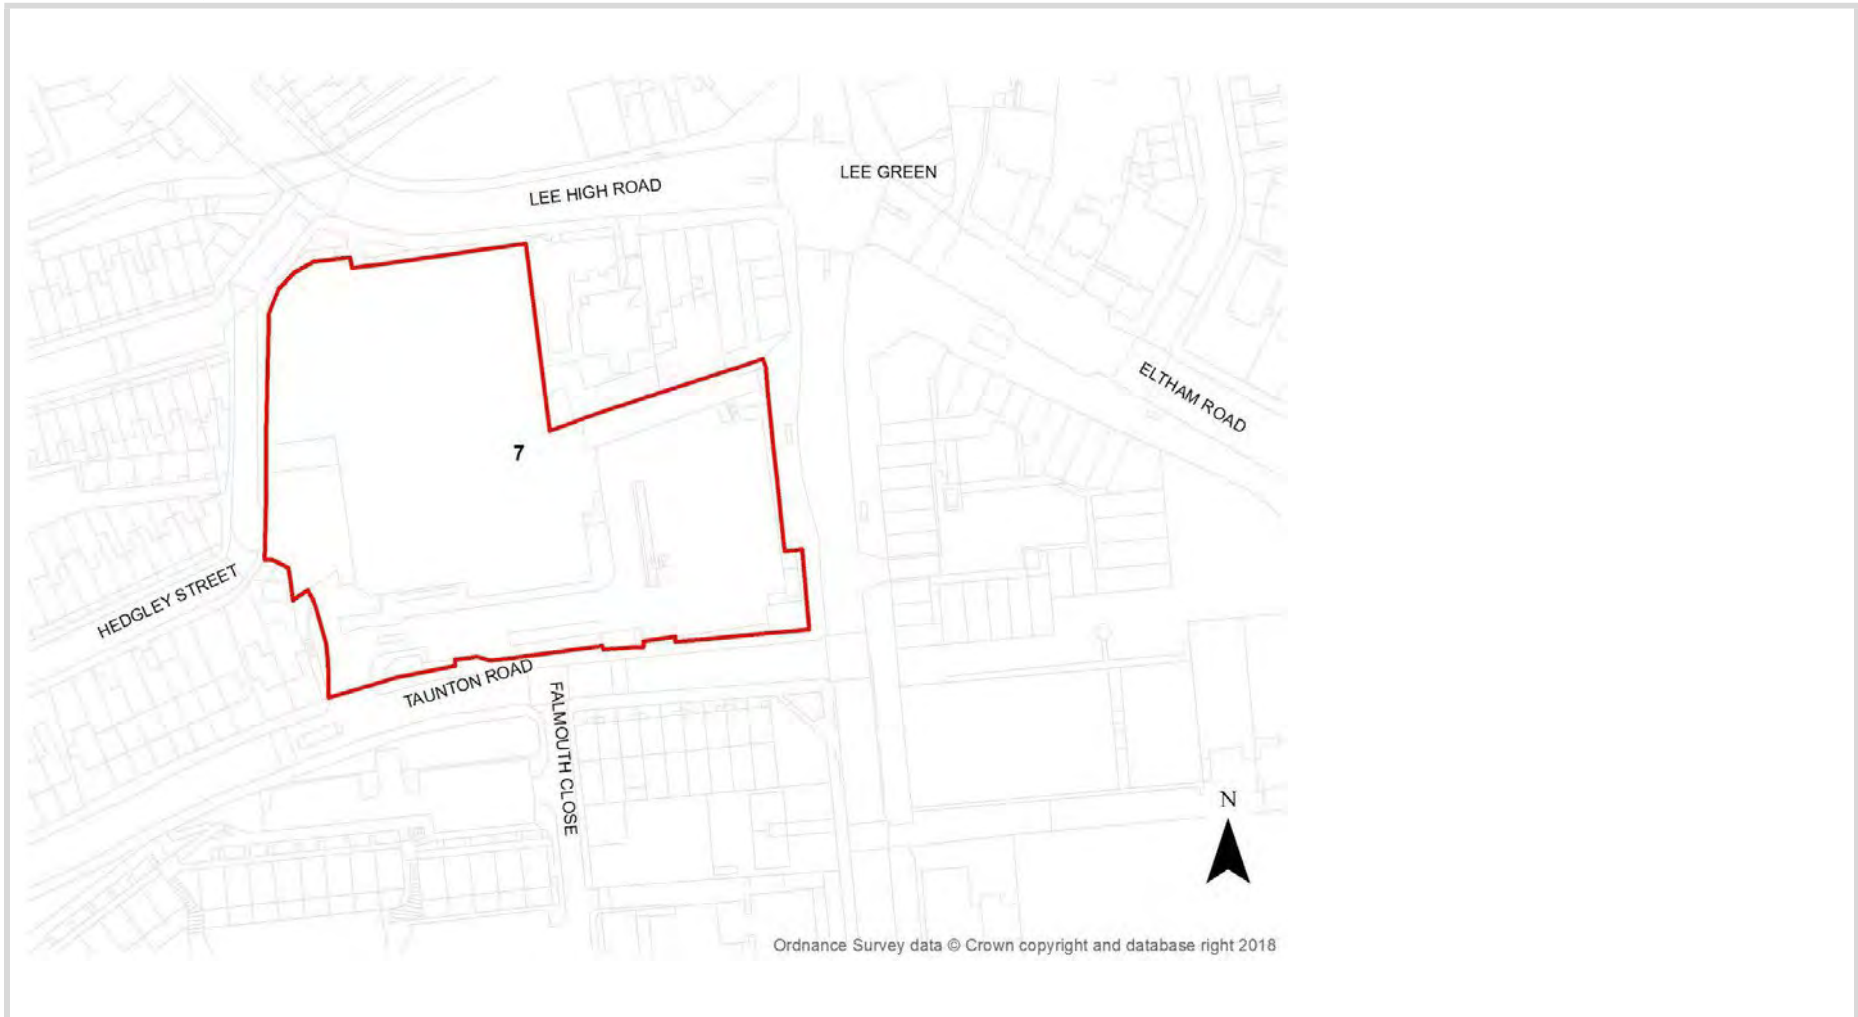 LEE HIGH ROAD
LEE GREEN
ELTHAM ROAD
7
HEDGLEY STREET
TAUNTON ROAD
FALMOUTH CLOSE
N
Ordnance Survey data © Crown copyright and database right 2018